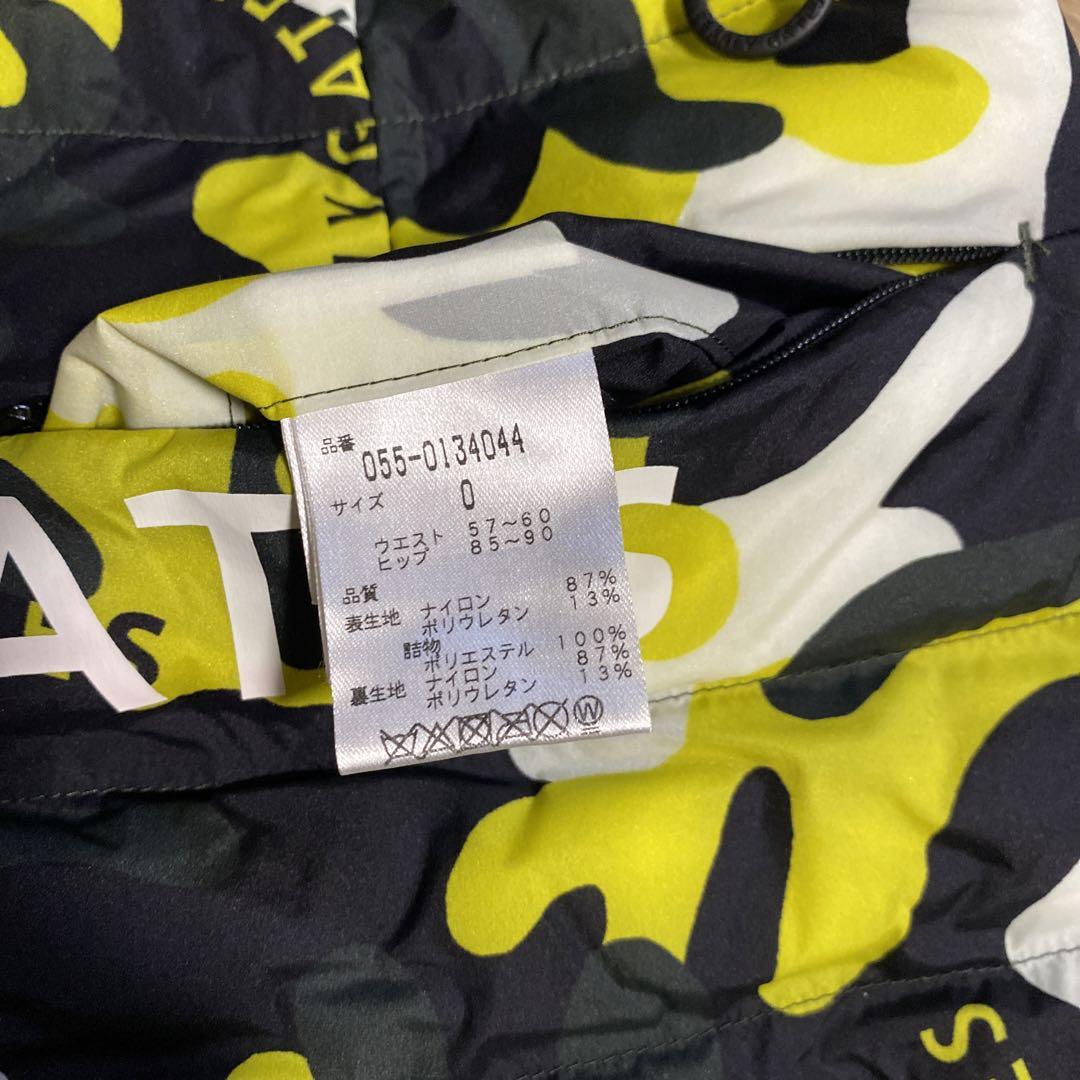 YGATE
品番 055-0134044
サイズ 0
ウエスト 57~60
ヒップ 85~90
品質
表生地 ナイロン 87%
ポリウレタン 13%
詰物
ポリエステル 100%
裏生地 ナイロン 87%
ポリウレタン 13%
W
AT
S
S